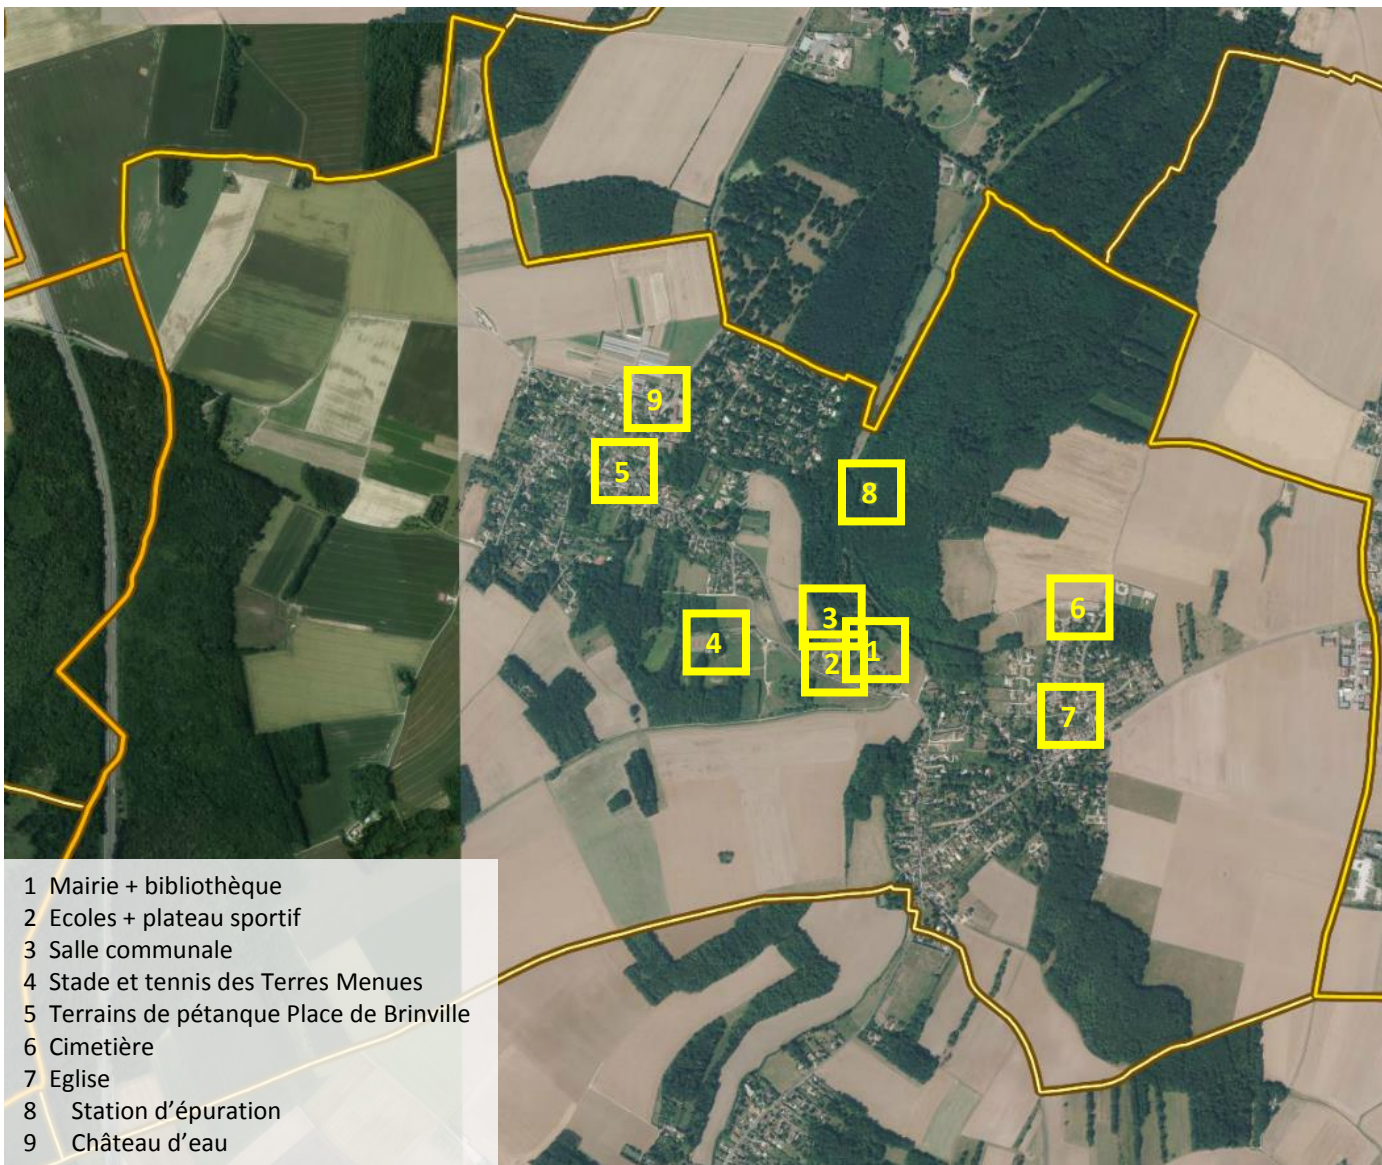 9
5
8
3
6
4
1
2
7
1 Mairie + bibliothèque
2 Ecoles + plateau sportif
3 Salle communale
4 Stade et tennis des Terres Menues
5 Terrains de pétanque Place de Brinville
6 Cimetière
7 Eglise
8 Station d’épuration
9 Château d’eau